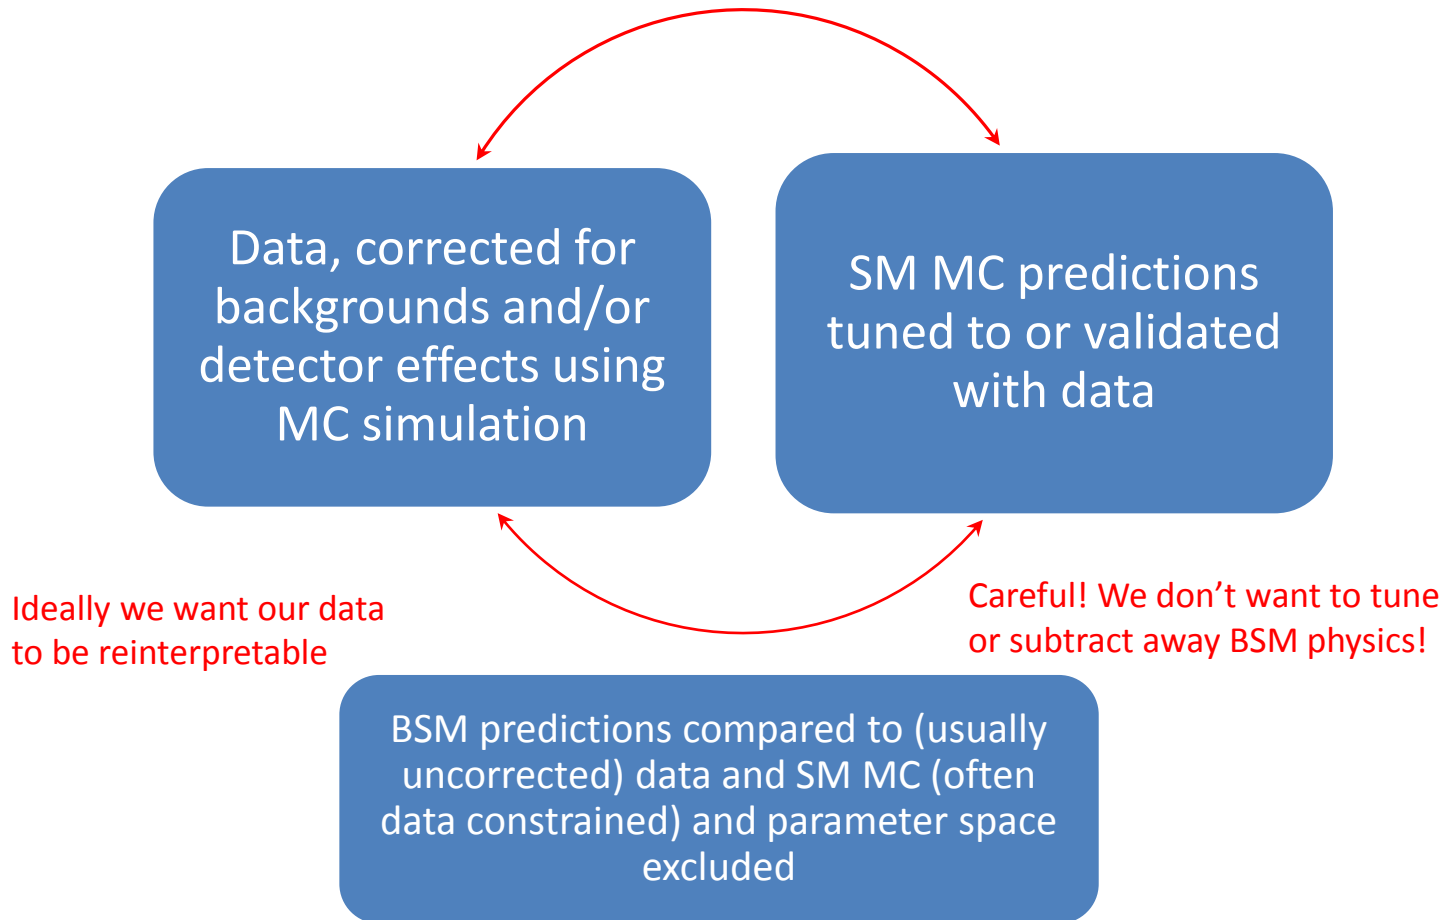 Data, corrected for
backgrounds and/or
detector effects using
MC simulation
SM MC predictions
tuned to or validated
with data
Ideally we want our data
to be reinterpretable
Careful! We don’t want to tune
or subtract away BSM physics!
BSM predictions compared to (usually
uncorrected) data and SM MC (often
data constrained) and parameter space
excluded